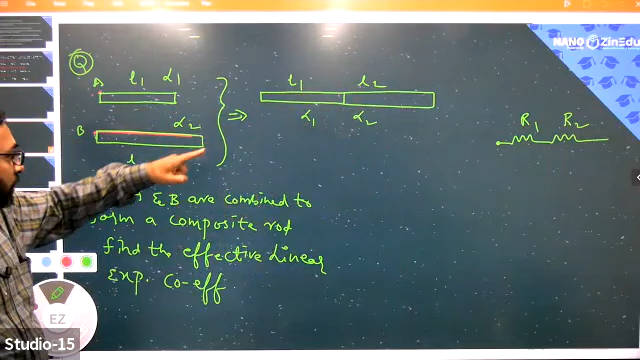 Q
A l1 α1
B α2
l
⇒
l1 l2
α1 α2
R1 R2
&B are combined to
form a composite rod
find the effective Linear
Exp. Co-eff
NANO ZinEdu
EZ
Studio-15